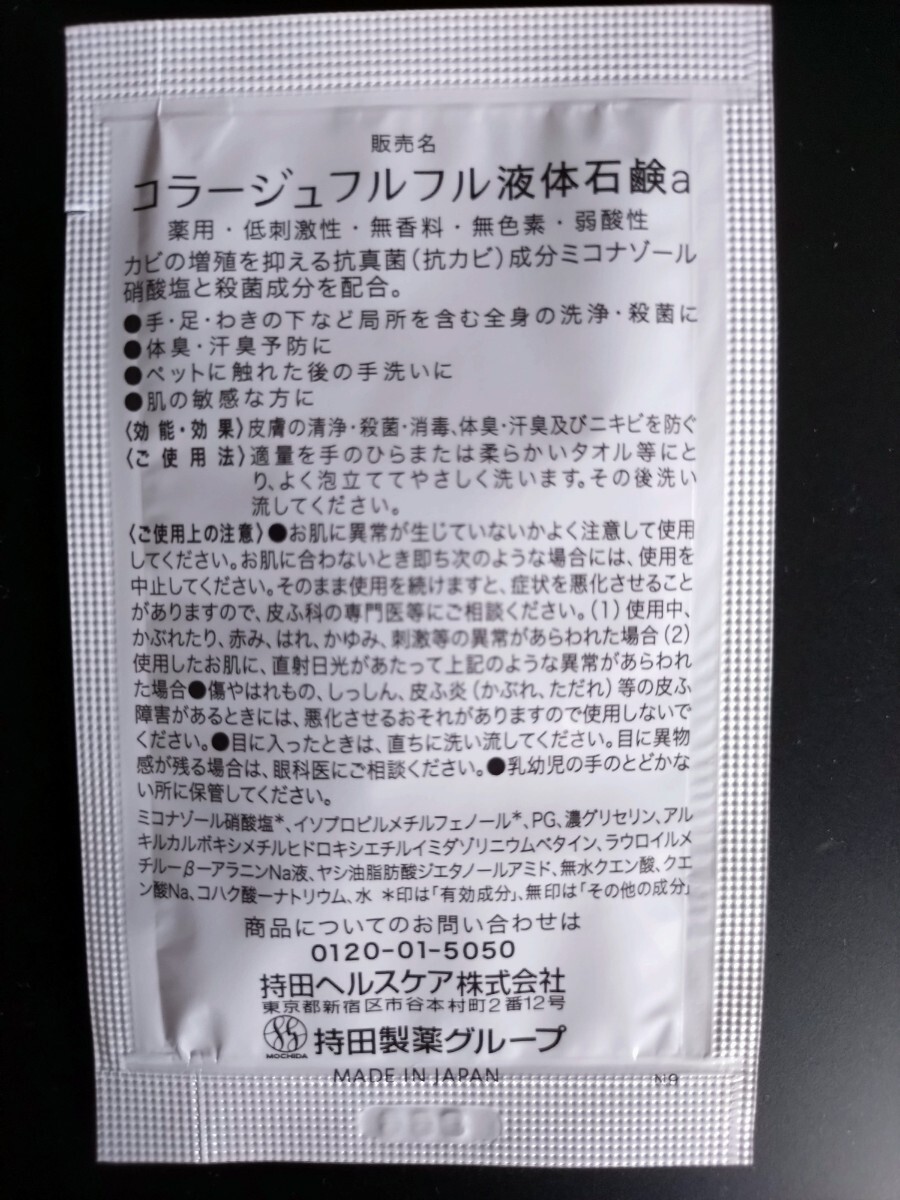 販売名
コラージュフルフル液体石鹸a
薬用・低刺激性・無香料・無色素・弱酸性
カビの増殖を抑える抗真菌(抗カビ)成分ミコナゾール
硝酸塩と殺菌成分を配合。
●手・足・わきの下など局所を含む全身の洗浄・殺菌に
●体臭・汗臭予防に
●ペットに触れた後の手洗いに
●肌の敏感な方に
〈効能・効果〉皮膚の清浄・殺菌・消毒、体臭・汗臭及びニキビを防ぐ
〈ご使用法〉適量を手のひらまたは柔らかいタオル等にと
り、よく泡立ててやさしく洗います。その後洗い
流してください。
〈ご使用上の注意〉●お肌に異常が生じていないかよく注意して使用
してください。お肌に合わないとき即ち次のような場合には、使用を
中止してください。そのまま使用を続けますと、症状を悪化させること
がありますので、皮ふ科の専門医等にご相談ください。(1)使用中、
かぶれたり、赤み、はれ、かゆみ、刺激等の異常があらわれた場合(2)
使用したお肌に、直射日光があたって上記のような異常があらわれ
た場合●傷やはれもの、しっしん、皮ふ炎(かぶれ、ただれ)等の皮ふ
障害があるときには、悪化させるおそれがありますので使用しないで
ください。●目に入ったときは、直ちに洗い流してください。目に異物
感が残る場合は、眼科医にご相談ください。●乳幼児の手のとどかな
い所に保管してください。
ミコナゾール硝酸塩*、イソプロピルメチルフェノール*、PG、濃グリセリン、アル
キルカルボキシメチルヒドロキシエチルイミダゾリニウムベタイン、ラウロイルメ
チル-β-アラニンNa液、ヤシ油脂肪酸ジエタノールアミド、無水クエン酸、クエ
ン酸Na、コハク酸一ナトリウム、水 *印は「有効成分」、無印は「その他の成分」
商品についてのお問い合わせは
0120-01-5050
持田ヘルスケア株式会社
東京都新宿区市谷本村町2番12号
MOCHIDA 持田製薬グループ
MADE IN JAPAN
N9